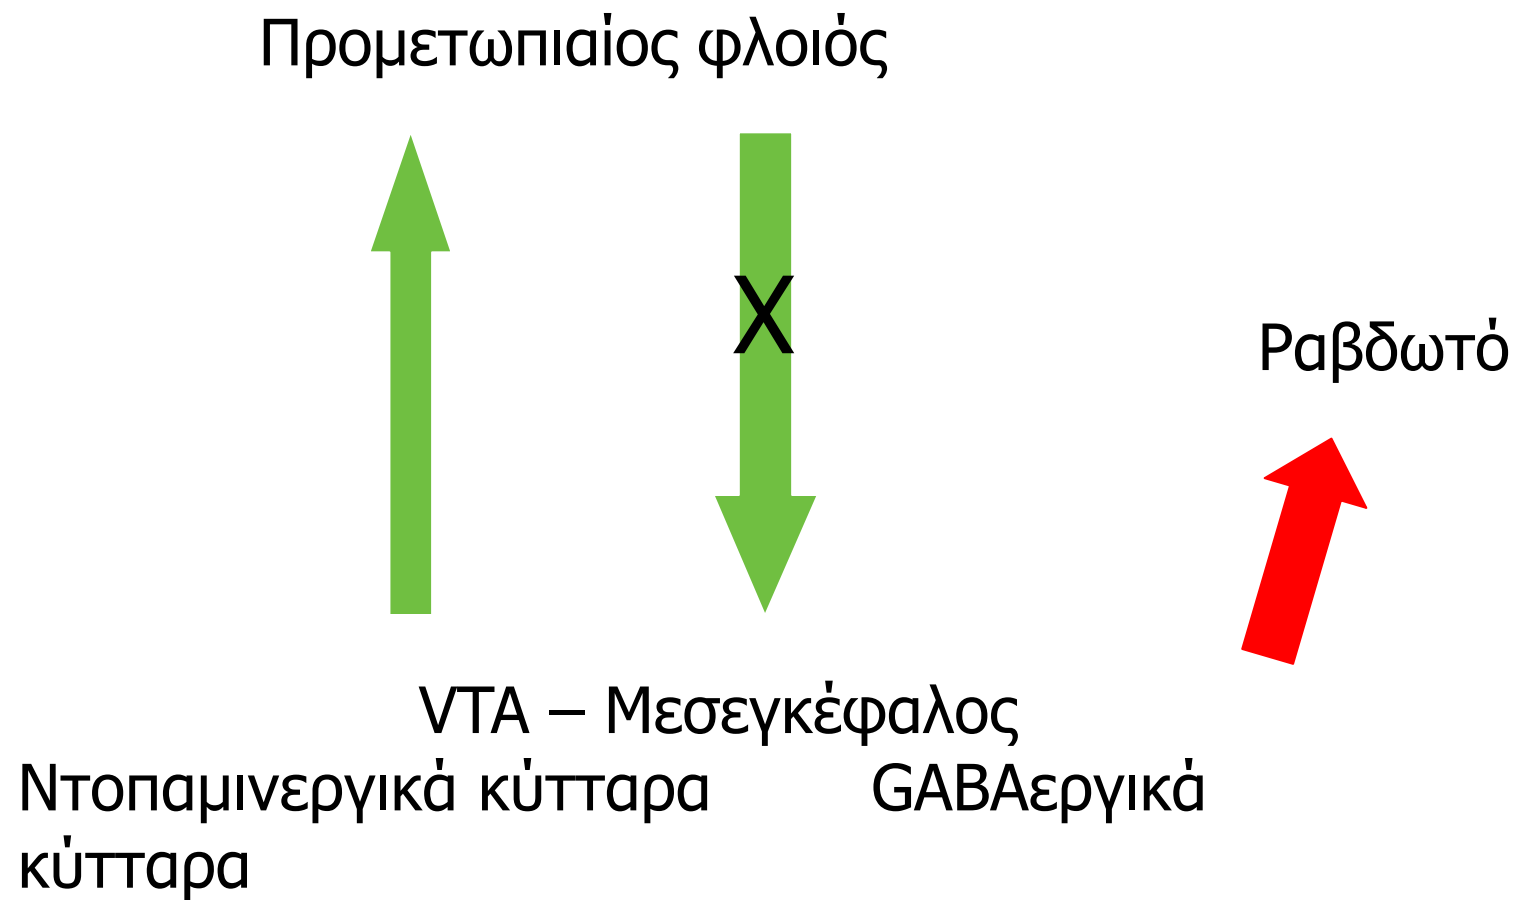 Προμετωπιαίος φλοιός
X
Ραβδωτό
VTA – Μεσεγκέφαλος
Ντοπαμινεργικά κύτταρα GABAεργικά
κύτταρα